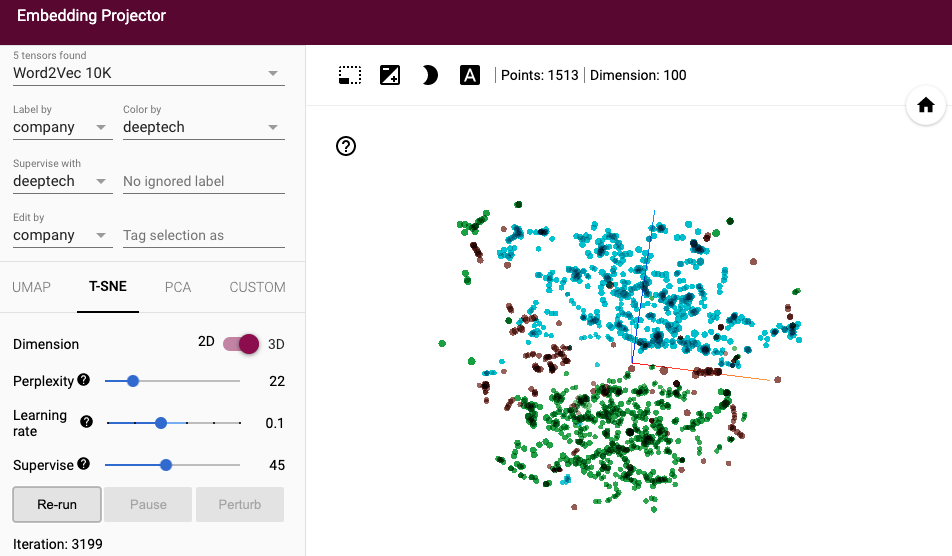 Embedding Projector
5 tensors found
Word2Vec 10K
Label by
Color by
company
deeptech
Supervise with
deeptech
No ignored label
Edit by
company
Tag selection as
UMAP
T-SNE
PCA
CUSTOM
Dimension
2D
3D
Perplexity
22
Learning
rate
0.1
Supervise
45
Re-run
Pause
Perturb
Iteration: 3199
A
Points: 1513
Dimension: 100